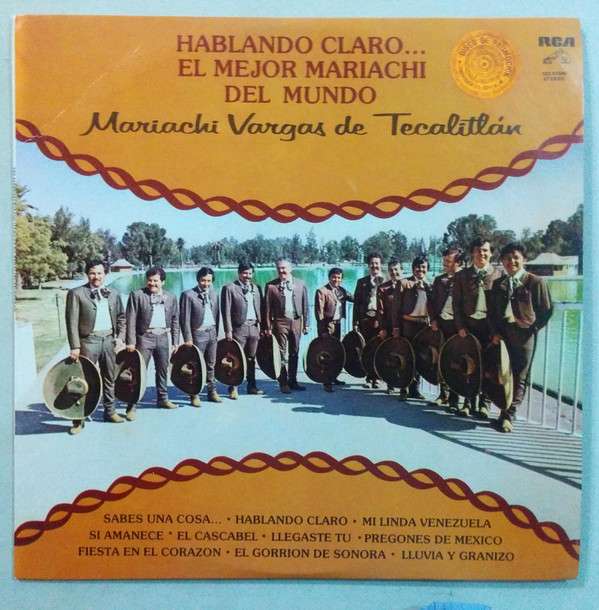 HABLANDO CLARO...
EL MEJOR MARIACHI
DEL MUNDO
RCA
Mariachi Vargas de Tecalitlán
SABES UNA COSA... • HABLANDO CLARO • MI LINDA VENEZUELA
SI AMANECE • EL CASCABEL • LLEGASTE TU • PREGONES DE MEXICO
FIESTA EN EL CORAZON • EL GORRION DE SONORA • LLUVIA Y GRANIZO